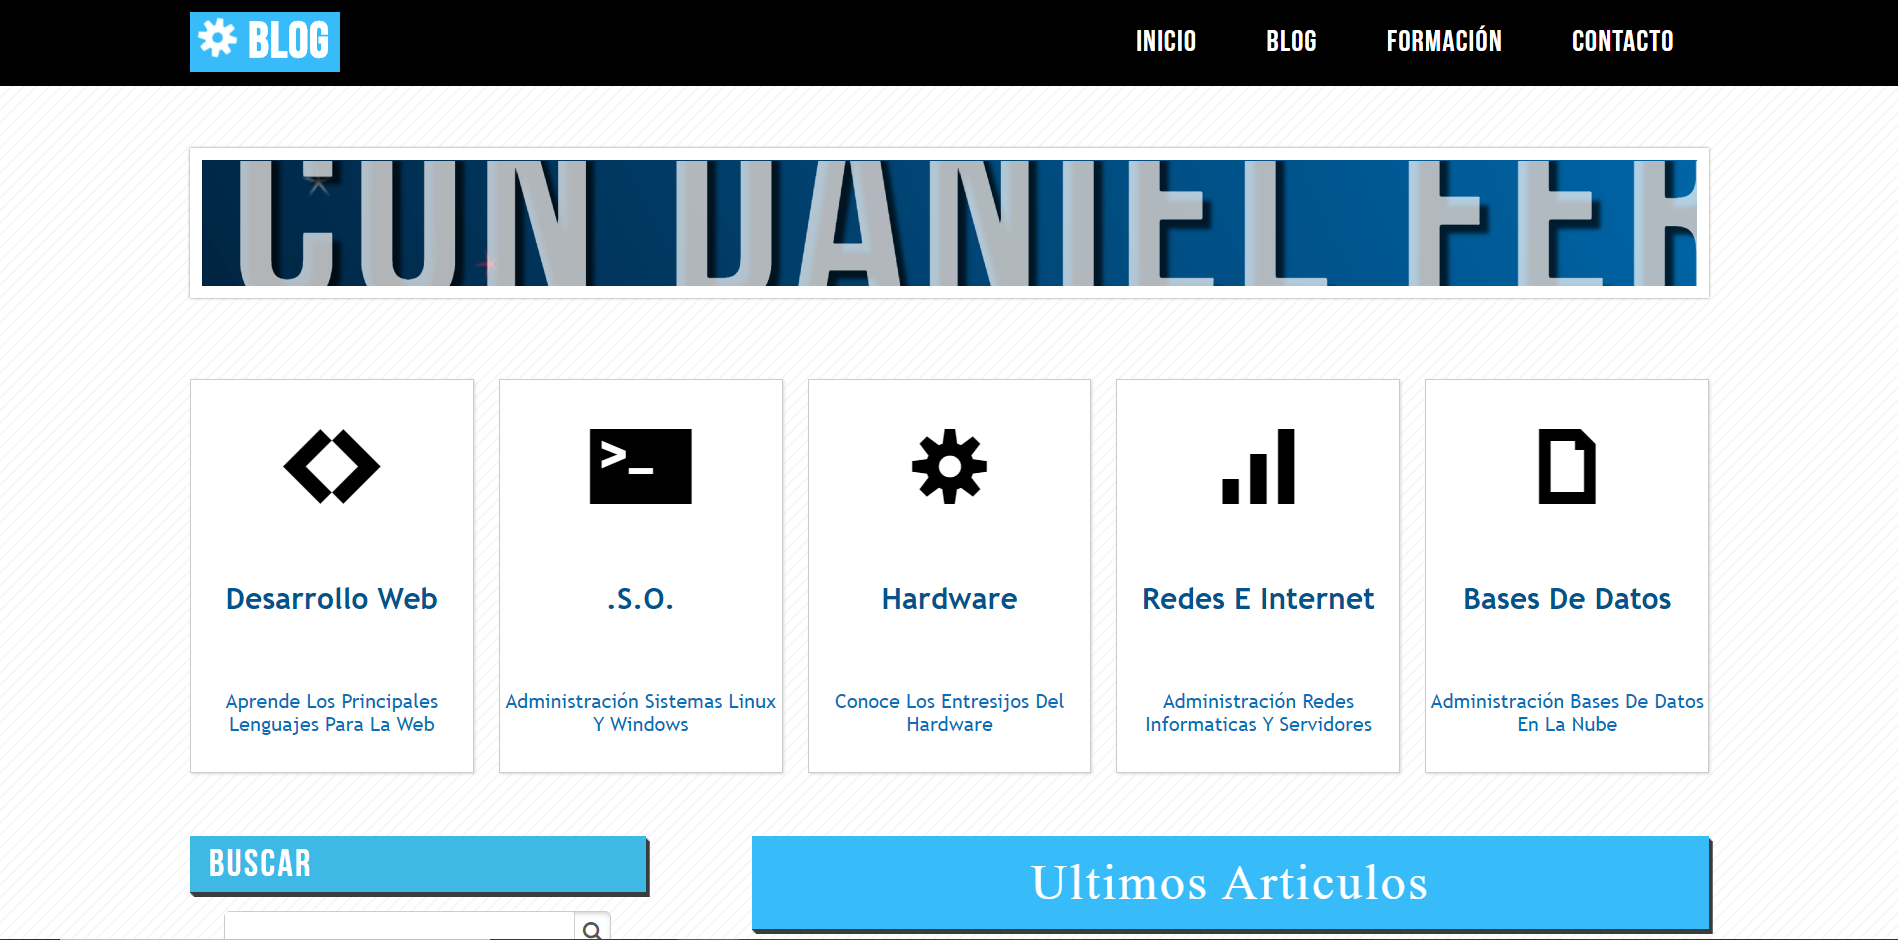 BLOG
INICIO BLOG FORMACIÓN CONTACTO
CON DANIEL FER
>_
Desarrollo Web
Aprende Los Principales
Lenguajes Para La Web
.S.O.
Administración Sistemas Linux
Y Windows
Hardware
Conoce Los Entresijos Del
Hardware
Redes E Internet
Administración Redes
Informaticas Y Servidores
Bases De Datos
Administración Bases De Datos
En La Nube
BUSCAR
Ultimos Articulos